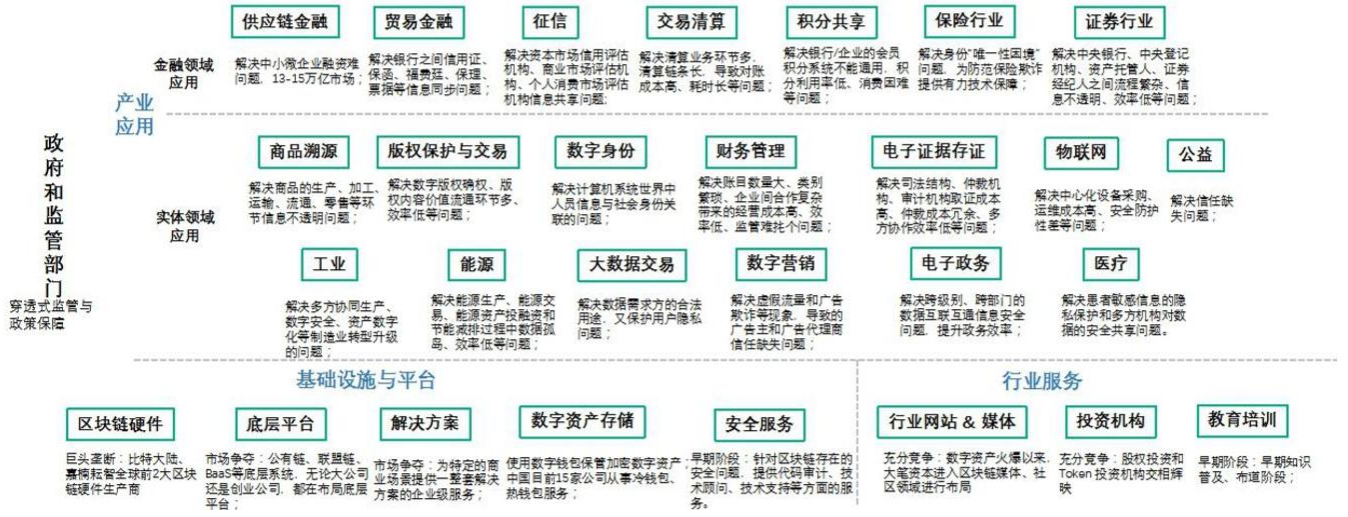 供应链金融
贸易金融
征信
交易清算
积分共享
保险行业
证券行业
金融领域
应用
解决中小微企业融资难
问题，13-15万亿市场；
解决银行之间信用证、
保函、福费廷、保理、
票据等信息同步问题；
解决资本市场信用评估
机构、商业市场评估机
构、个人消费市场评估
机构信息共享问题;
解决清算业务环节多，
清算链条长，导致对账
成本高、耗时长等问题；
解决银行/企业的会员
积分系统不能通用，积
分利用率低、消费困难
等问题；
解决身份"唯一性困境"
问题，为防范保险欺诈
提供有力技术保障；
解决中央银行、中央登记
机构、资产托管人、证券
经纪人之间流程繁杂、信
息不透明、效率低等问题；
产业
应用
政府和监管部门
穿透式监管与
政策保障
商品溯源
版权保护与交易
数字身份
财务管理
电子证据存证
物联网
公益
实体领域
应用
解决商品的生产、加工、
运输、流通、零售等环
节信息不透明问题；
解决数字版权确权、版
权内容价值流通环节多、
效率低等问题；
解决计算机系统世界中
人员信息与社会身份关
联的问题；
解决账目数量大、类别
繁琐、企业间合作复杂
带来的经营成本高、效
率低、监管难托个问题；
解决司法结构、仲裁机
构、审计机构取证成本
高、仲裁成本冗余、多
方协作效率低等问题；
解决中心化设备采购、
运维成本高、安全防护
性差等问题；
解决信任缺
失问题；
工业
能源
大数据交易
数字营销
电子政务
医疗
解决多方协同生产、
数字安全、资产数字
化等制造业转型升级
的问题；
解决能源生产、能源交
易、能源资产投融资和
节能减排过程中数据孤
岛、效率低等问题；
解决数据需求方的合法
用途，又保护用户隐私
问题；
解决虚假流量和广告
欺诈等现象，导致的
广告主和广告代理商
信任缺失问题；
解决跨级别、跨部门的
数据互联互通信息安全
问题，提升政务效率；
解决患者敏感信息的隐
私保护和多方机构对数
据的安全共享问题。
基础设施与平台
行业服务
区块链硬件
底层平台
解决方案
数字资产存储
安全服务
行业网站 & 媒体
投资机构
教育培训
巨头垄断：比特大陆、
嘉楠耘智全球前2大区块
链硬件生产商
市场争夺：公有链、联盟链、
BaaS等底层系统，无论大公司
还是创业公司，都在布局底层
平台；
市场争夺：为特定的商
业场景提供一整套解决
方案的企业级服务；
使用数字钱包保管加密数字资产，
中国目前15家公司从事冷钱包、
热钱包服务；
早期阶段：针对区块链存在的
安全问题，提供代码审计、技
术顾问、技术支持等方面的服
务。
充分竞争：数字资产火爆以来，
大笔资本进入区块链媒体、社
区领域进行布局
充分竞争：股权投资和
Token 投资机构交相辉
映
早期阶段：早期知识
普及、布道阶段；